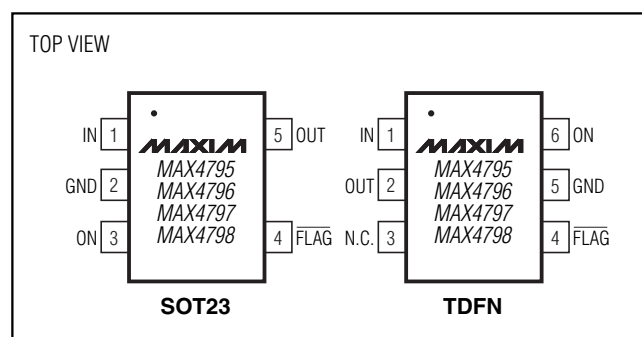 TOP VIEW
IN 1
GND 2
ON 3
MAXIM
MAX4795
MAX4796
MAX4797
MAX4798
5 OUT
4 FLAG
SOT23
IN 1
OUT 2
N.C. 3
MAXIM
MAX4795
MAX4796
MAX4797
MAX4798
6 ON
5 GND
4 FLAG
TDFN